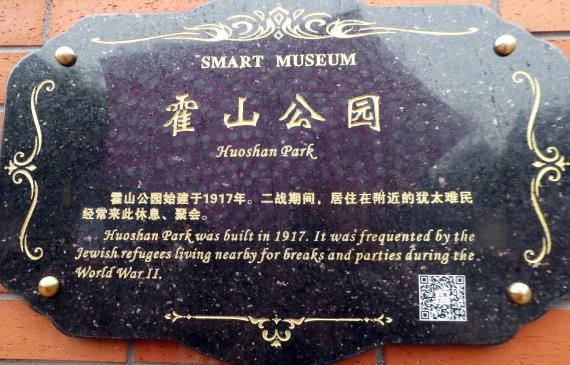 SMART MUSEUM
霍山公园
Huoshan Park
霍山公园始建于1917年。二战期间，居住在附近的犹太难民
经常来此休息、聚会。
Huoshan Park was built in 1917. It was frequented by the
Jewish refugees living nearby for breaks and parties during the
World War II.